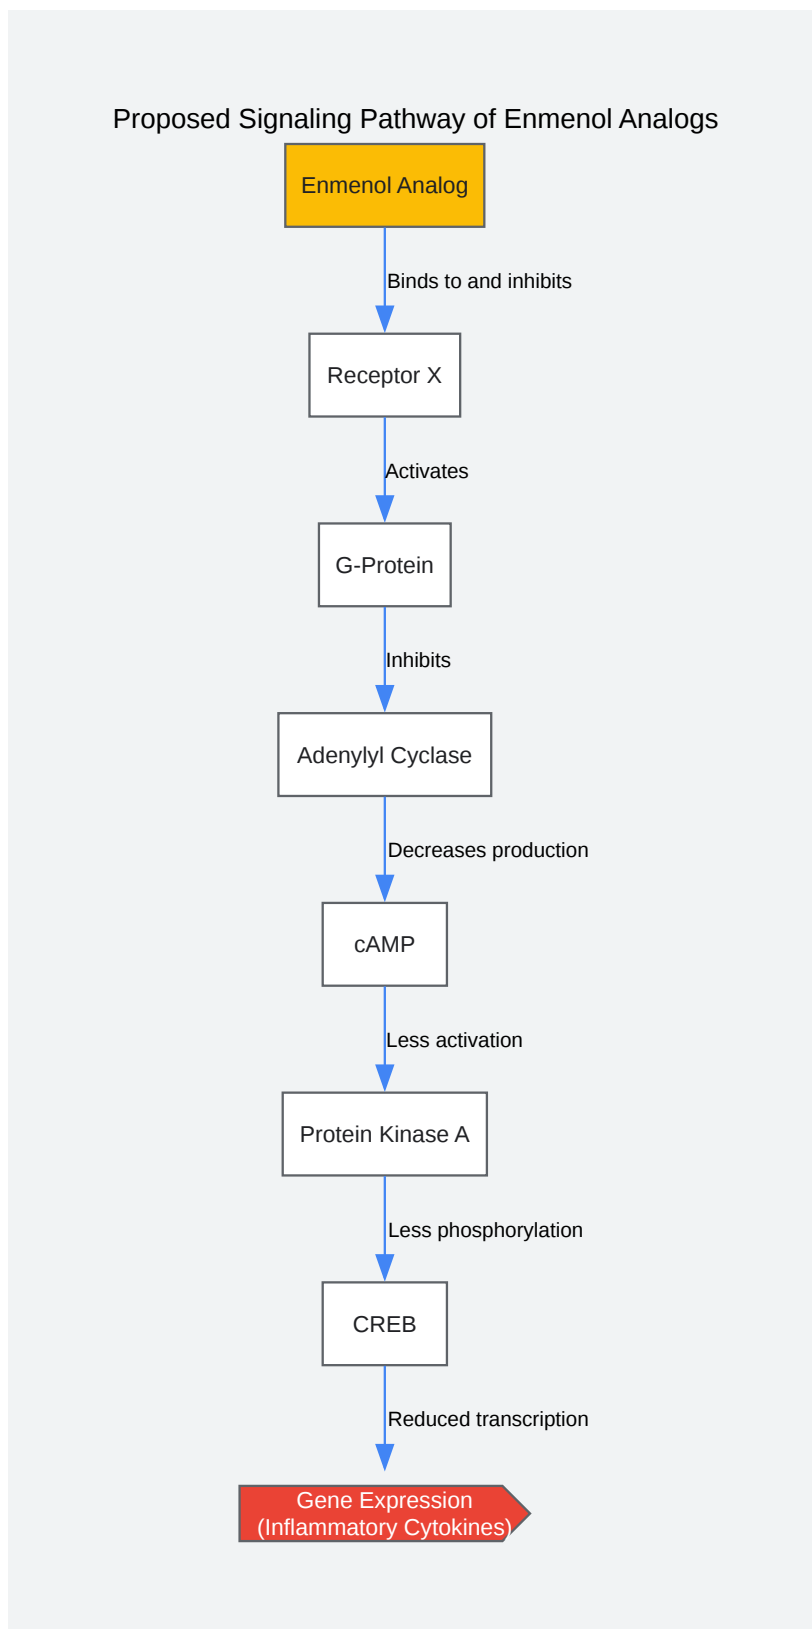 Proposed Signaling Pathway of Enmenol Analogs
Enmenol Analog
Binds to and inhibits
Receptor X
Activates
G-Protein
Inhibits
Adenylyl Cyclase
Decreases production
cAMP
Less activation
Protein Kinase A
Less phosphorylation
CREB
Reduced transcription
Gene Expression
(Inflammatory Cytokines)